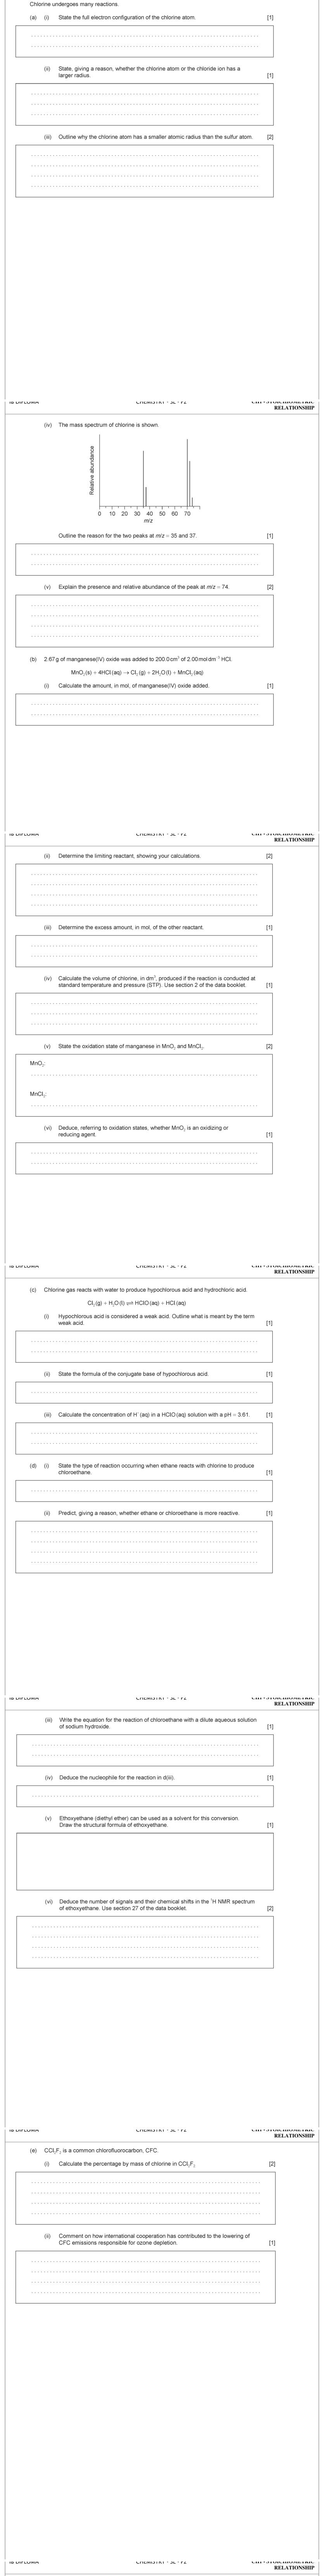 Chlorine undergoes many reactions.
(a) (i) State the full electron configuration of the chlorine atom. [1]
(ii) State, giving a reason, whether the chlorine atom or the chloride ion has a
larger radius. [1]
(iii) Outline why the chlorine atom has a smaller atomic radius than the sulfur atom. [2]
RELATIONSHIP
(iv) The mass spectrum of chlorine is shown.
Relative abundance
0 10 20 30 40 50 60 70
m/z
Outline the reason for the two peaks at m/z = 35 and 37. [1]
(v) Explain the presence and relative abundance of the peak at m/z = 74. [2]
(b) 2.67 g of manganese(IV) oxide was added to 200.0 cm³ of 2.00 mol dm⁻³ HCl.
MnO₂(s) + 4HCl (aq) → Cl₂(g) + 2H₂O(l) + MnCl₂(aq)
(i) Calculate the amount, in mol, of manganese(IV) oxide added. [1]
RELATIONSHIP
(ii) Determine the limiting reactant, showing your calculations. [2]
(iii) Determine the excess amount, in mol, of the other reactant. [1]
(iv) Calculate the volume of chlorine, in dm³, produced if the reaction is conducted at
standard temperature and pressure (STP). Use section 2 of the data booklet. [1]
(v) State the oxidation state of manganese in MnO₂ and MnCl₂. [2]
MnO₂:
MnCl₂:
(vi) Deduce, referring to oxidation states, whether MnO₂ is an oxidizing or
reducing agent. [1]
RELATIONSHIP
(c) Chlorine gas reacts with water to produce hypochlorous acid and hydrochloric acid.
Cl₂(g) + H₂O(l) ⇌ HClO (aq) + HCl (aq)
(i) Hypochlorous acid is considered a weak acid. Outline what is meant by the term
weak acid. [1]
(ii) State the formula of the conjugate base of hypochlorous acid. [1]
(iii) Calculate the concentration of H⁺(aq) in a HClO (aq) solution with a pH = 3.61. [1]
(d) (i) State the type of reaction occurring when ethane reacts with chlorine to produce
chloroethane. [1]
(ii) Predict, giving a reason, whether ethane or chloroethane is more reactive. [1]
RELATIONSHIP
(iii) Write the equation for the reaction of chloroethane with a dilute aqueous solution
of sodium hydroxide. [1]
(iv) Deduce the nucleophile for the reaction in d(iii). [1]
(v) Ethoxyethane (diethyl ether) can be used as a solvent for this conversion.
Draw the structural formula of ethoxyethane. [1]
(vi) Deduce the number of signals and their chemical shifts in the ¹H NMR spectrum
of ethoxyethane. Use section 27 of the data booklet. [2]
RELATIONSHIP
(e) CCl₂F₂ is a common chlorofluorocarbon, CFC.
(i) Calculate the percentage by mass of chlorine in CCl₂F₂. [2]
(ii) Comment on how international cooperation has contributed to the lowering of
CFC emissions responsible for ozone depletion. [1]
RELATIONSHIP